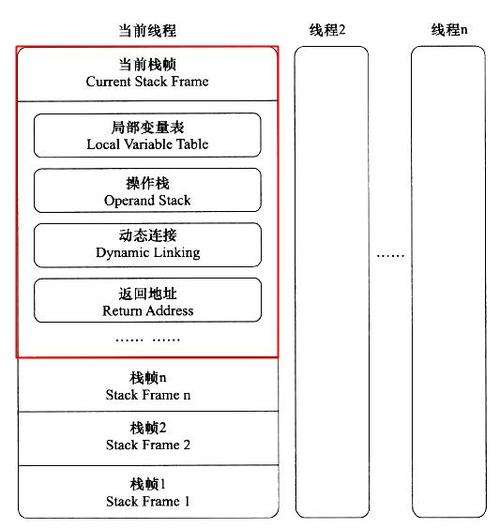 当前线程
线程2
线程n
当前栈帧
Current Stack Frame
局部变量表
Local Variable Table
操作栈
Operand Stack
动态连接
Dynamic Linking
返回地址
Return Address
…… ……
……
栈帧n
Stack Frame n
栈帧2
Stack Frame 2
栈帧1
Stack Frame 1